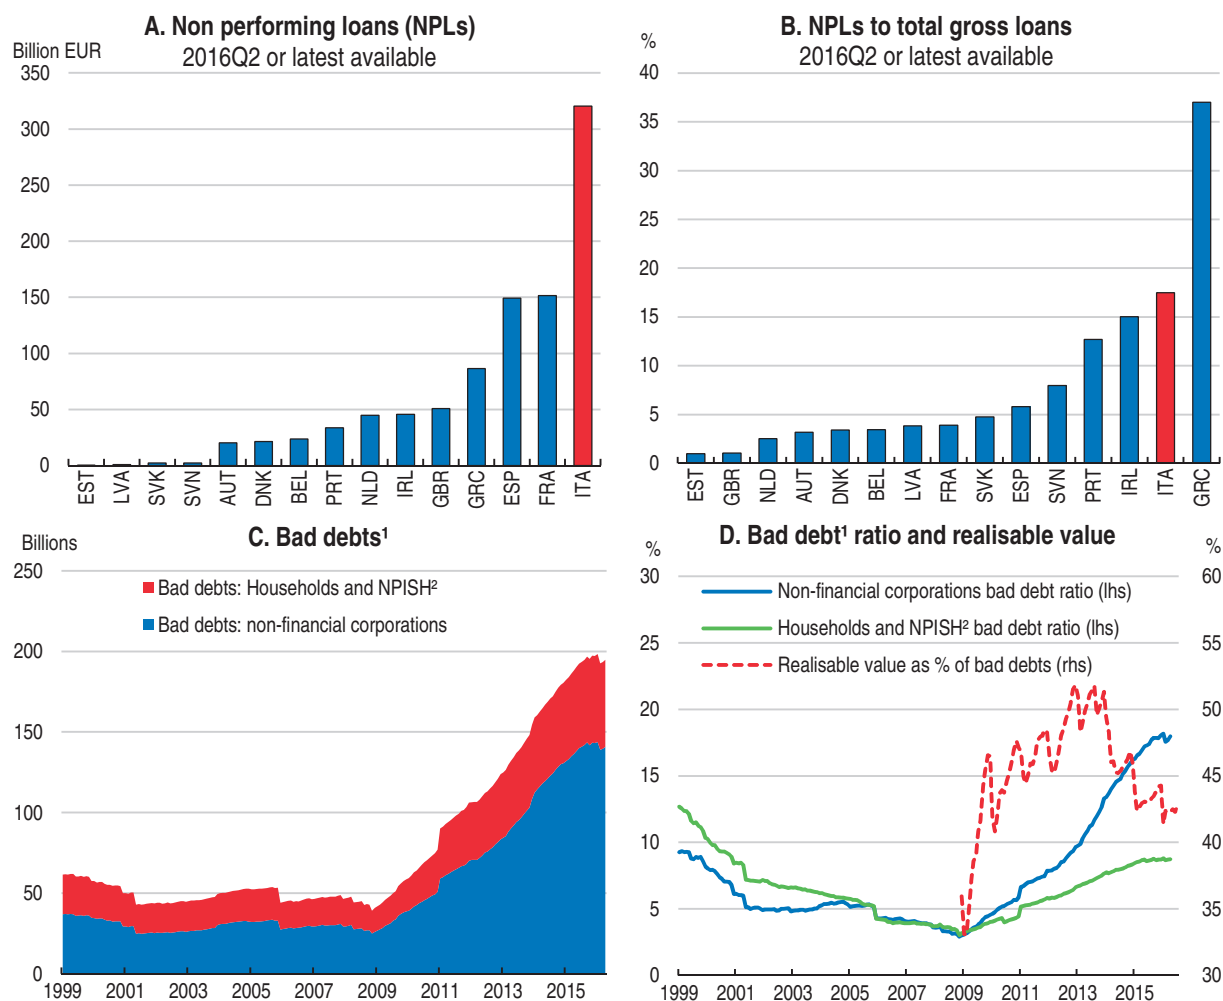 A. Non performing loans (NPLs)
2016Q2 or latest available
Billion EUR
350
300
250
200
150
100
50
0
EST LVA SVK SVN AUT DNK BEL PRT NLD IRL GBR GRC ESP FRA ITA
B. NPLs to total gross loans
2016Q2 or latest available
%
40
35
30
25
20
15
10
5
0
EST GBR NLD AUT DNK BEL LVA FRA SVK ESP SVN PRT IRL ITA GRC
C. Bad debts¹
Billions
250
200
150
100
50
0
Bad debts: Households and NPISH²
Bad debts: non-financial corporations
1999 2001 2003 2005 2007 2009 2011 2013 2015
D. Bad debt¹ ratio and realisable value
%
30
25
20
15
10
5
0
Non-financial corporations bad debt ratio (lhs)
Households and NPISH² bad debt ratio (lhs)
Realisable value as % of bad debts (rhs)
%
60
55
50
45
40
35
30
1999 2001 2003 2005 2007 2009 2011 2013 2015